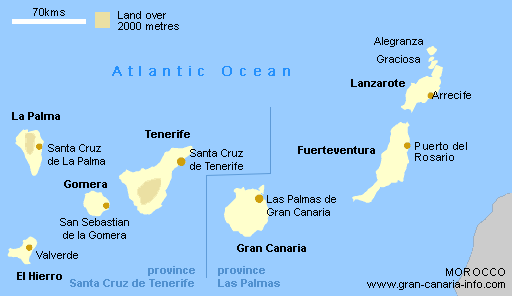 70kms
Land over
2000 metres
Alegranza
Graciosa
Atlantic Ocean
Lanzarote
Arrecife
La Palma
Tenerife
Santa Cruz
de La Palma
Santa Cruz
de Tenerife
Fuerteventura
Puerto del
Rosario
Gomera
Las Palmas de
Gran Canaria
San Sebastian
de la Gomera
Gran Canaria
Valverde
El Hierro
province
Santa Cruz de Tenerife
province
Las Palmas
MOROCCO
www.gran-canaria-info.com